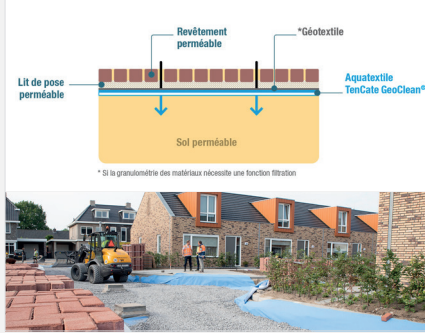 Revêtement
perméable
*Géotextile
Lit de pose
perméable
Aquatextile
TenCate GeoClean®
Sol perméable
* Si la granulométrie des matériaux nécessite une fonction filtration